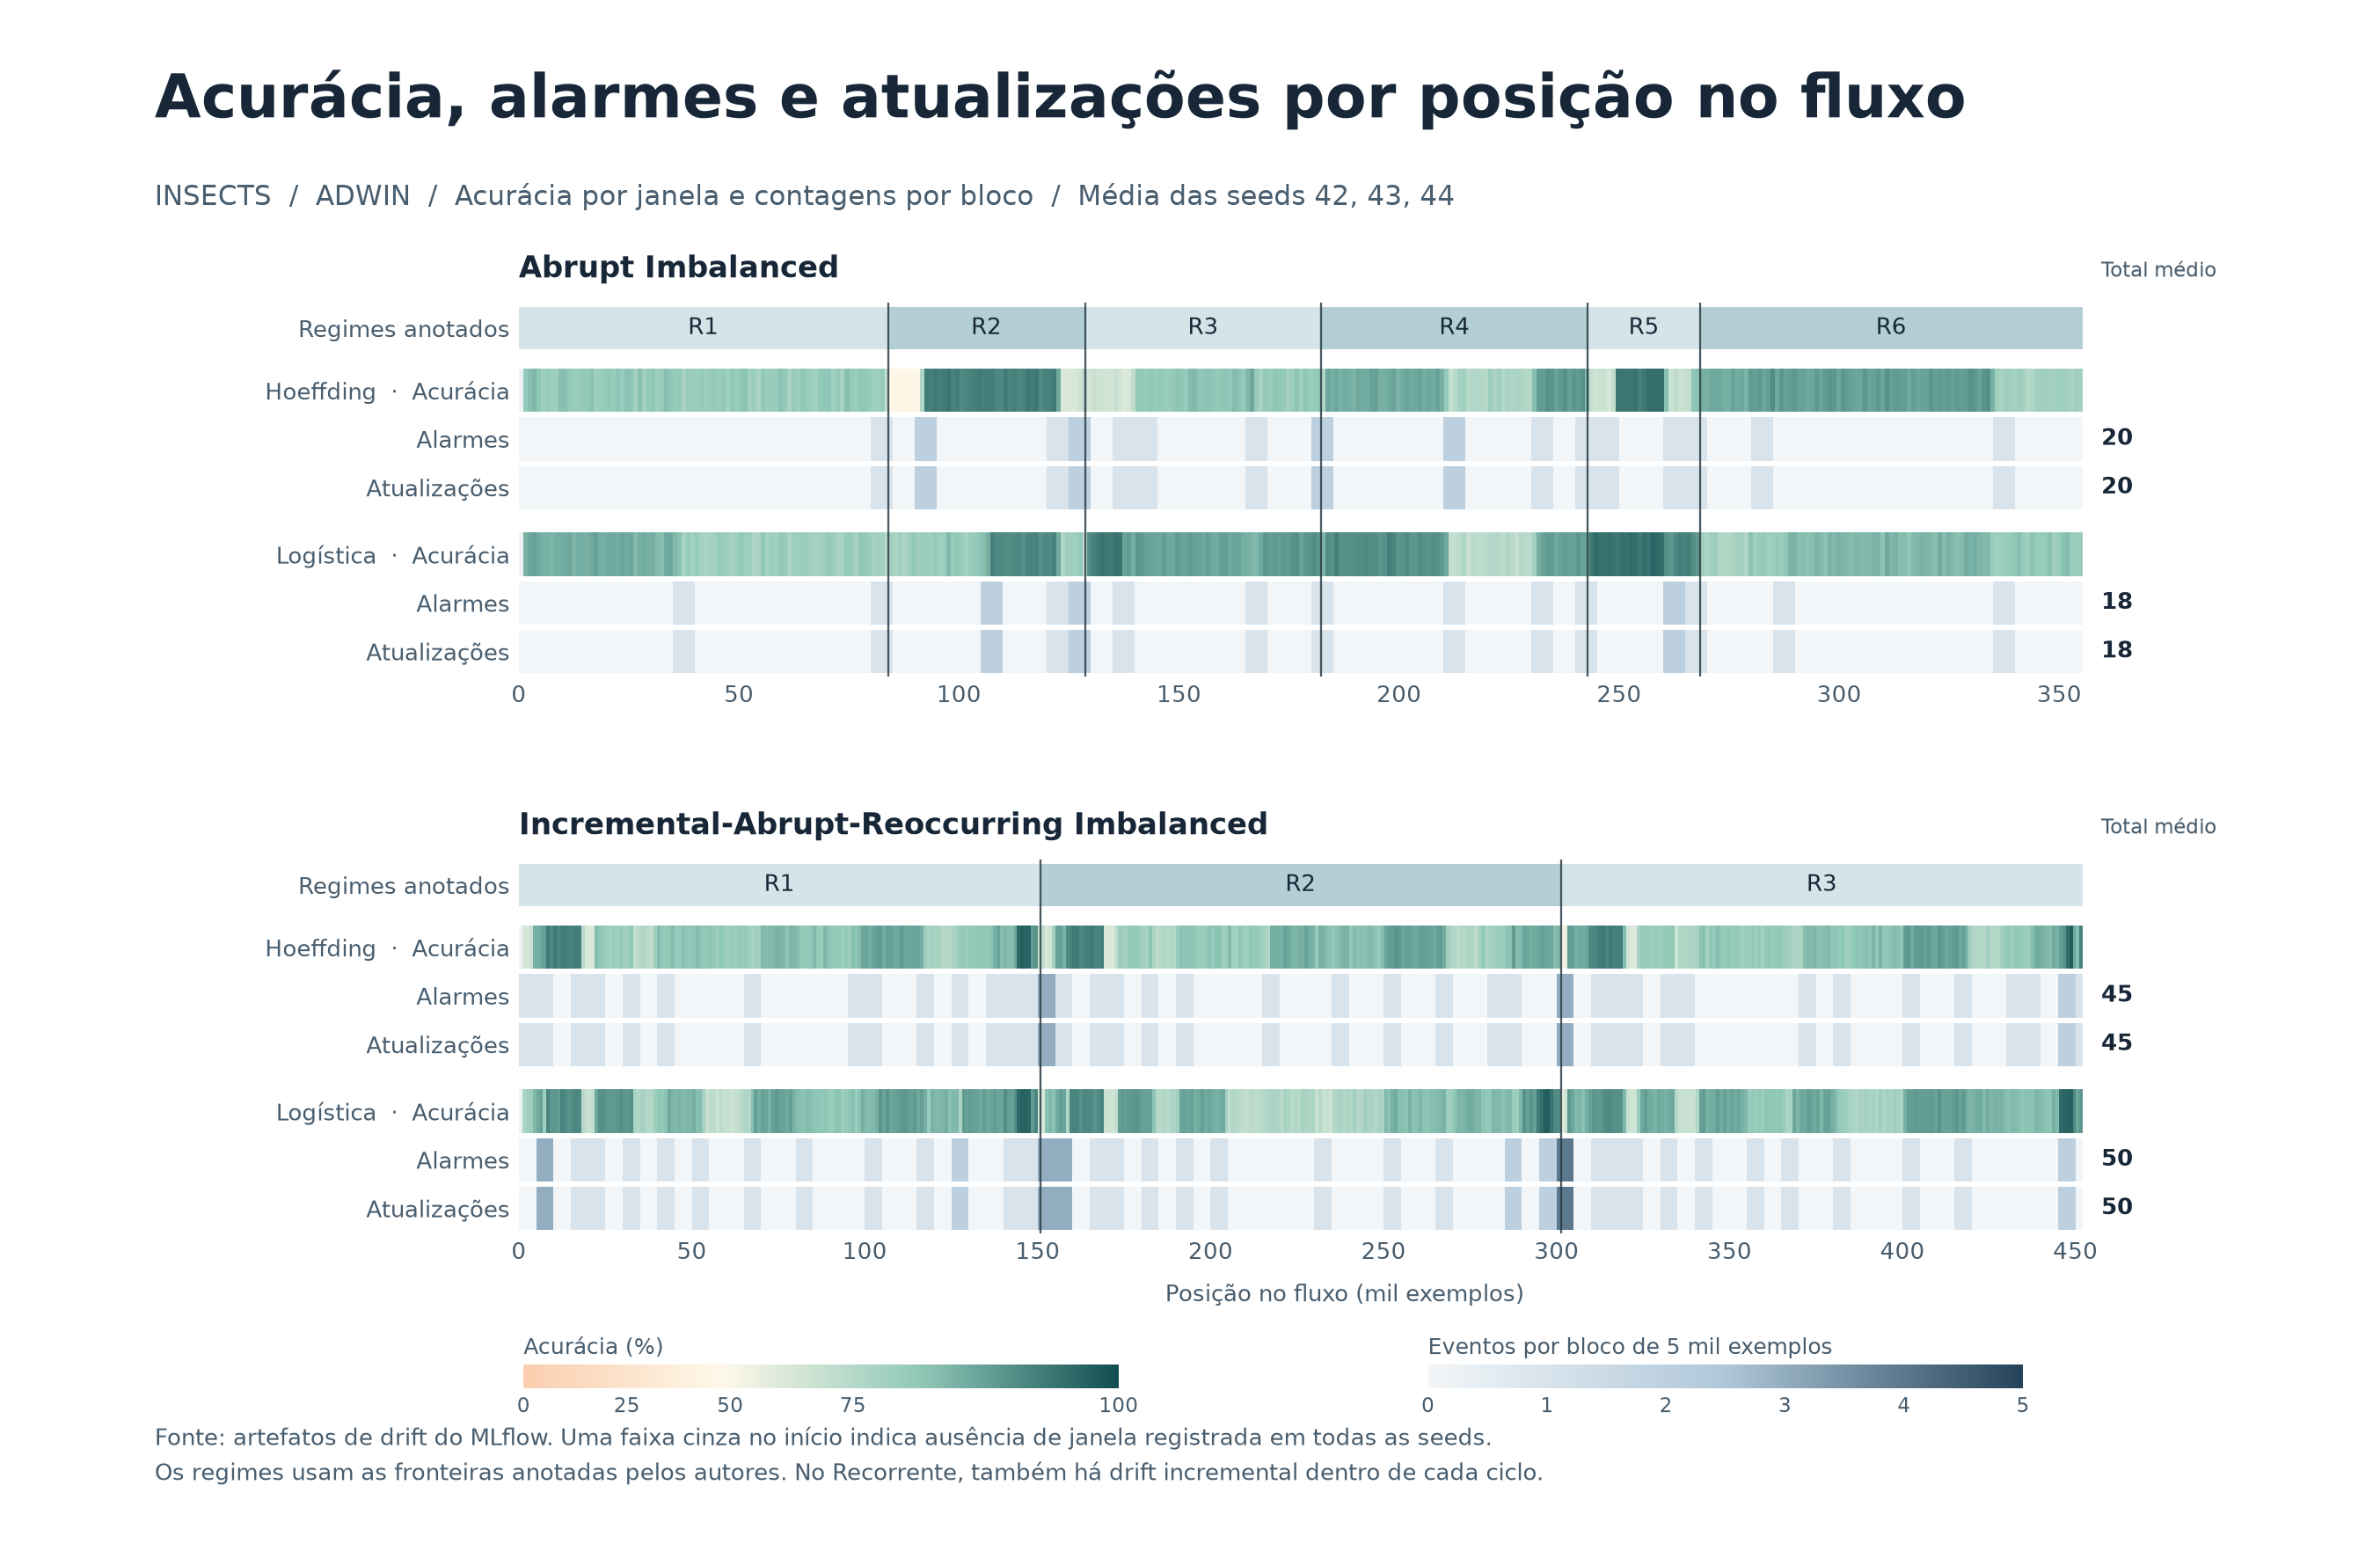 Acurácia, alarmes e atualizações por posição no fluxo
INSECTS / ADWIN / Acurácia por janela e contagens por bloco / Média das seeds 42, 43, 44
Abrupt Imbalanced
Total médio
Regimes anotados
R1 R2 R3 R4 R5 R6
Hoeffding · Acurácia
Alarmes 20
Atualizações 20
Logística · Acurácia
Alarmes 18
Atualizações 18
0 50 100 150 200 250 300 350
Incremental-Abrupt-Reoccurring Imbalanced
Total médio
Regimes anotados
R1 R2 R3
Hoeffding · Acurácia
Alarmes 45
Atualizações 45
Logística · Acurácia
Alarmes 50
Atualizações 50
0 50 100 150 200 250 300 350 400 450
Posição no fluxo (mil exemplos)
Acurácia (%)
0 25 50 75 100
Eventos por bloco de 5 mil exemplos
0 1 2 3 4 5
Fonte: artefatos de drift do MLflow. Uma faixa cinza no início indica ausência de janela registrada em todas as seeds.
Os regimes usam as fronteiras anotadas pelos autores. No Recorrente, também há drift incremental dentro de cada ciclo.